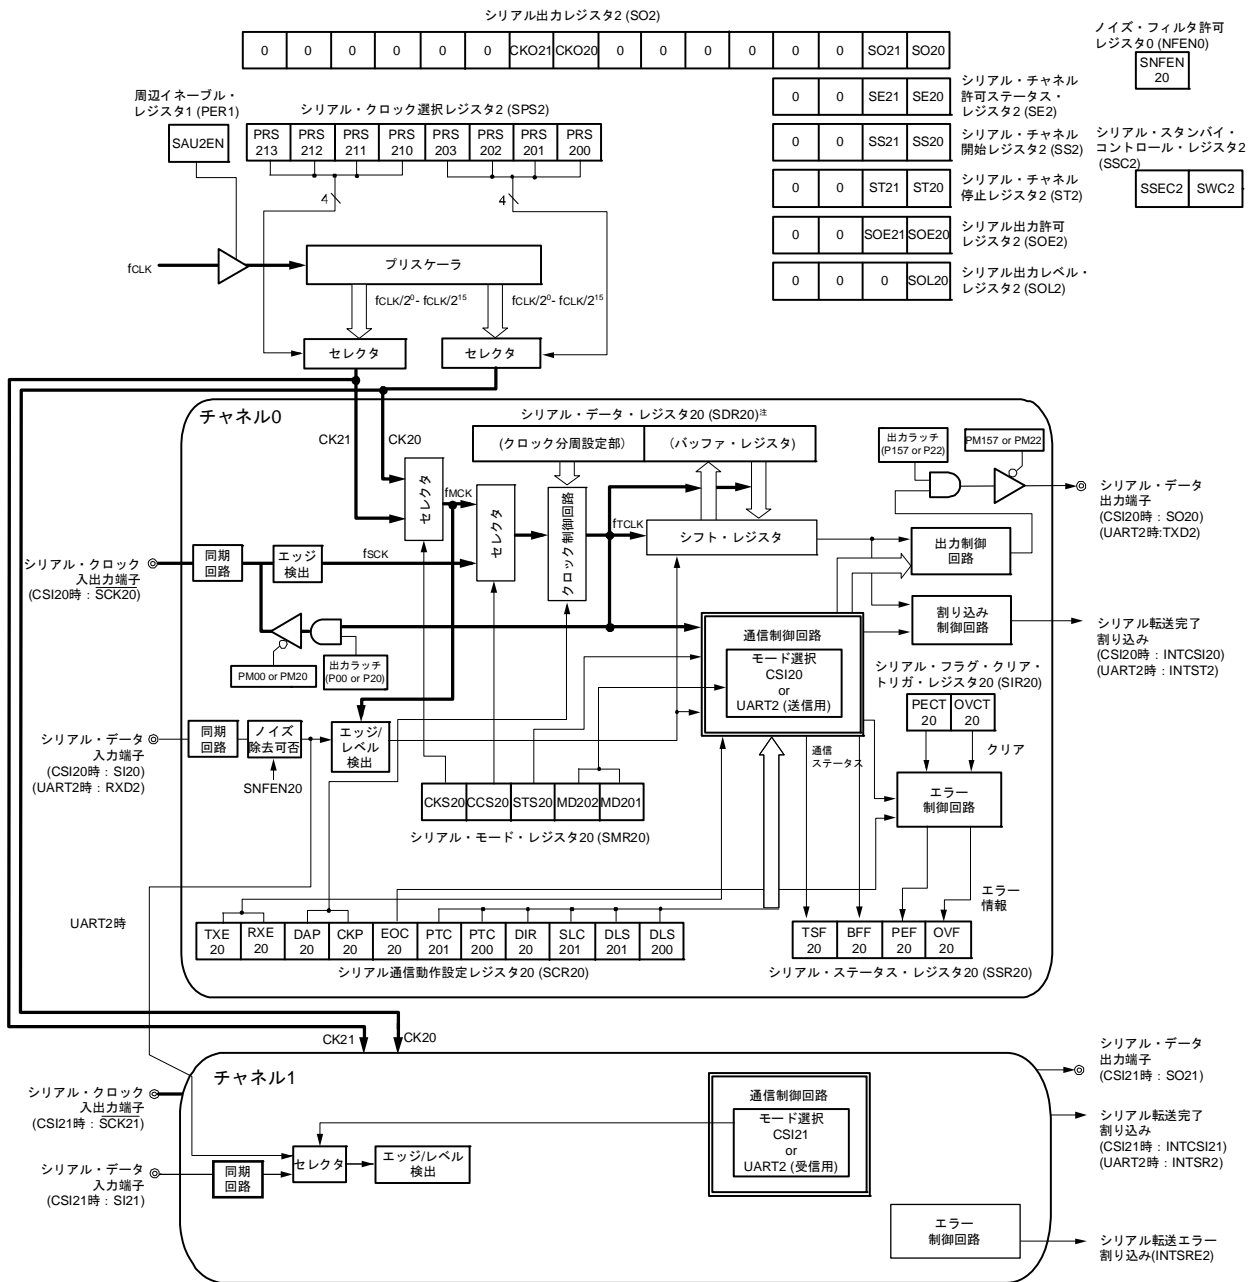 シリアル出力レジスタ2 (SO2)
0 0 0 0 0 0 CKO21 CKO20 0 0 0 0 0 0 SO21 SO20
ノイズ・フィルタ許可
レジスタ0 (NFEN0)
SNFEN
20
周辺イネーブル・
レジスタ1 (PER1)
SAU2EN
シリアル・クロック選択レジスタ2 (SPS2)
PRS PRS PRS PRS PRS PRS PRS PRS
213 212 211 210 203 202 201 200
4 4
0 0 SE21 SE20
シリアル・チャネル
許可ステータス・
レジスタ2 (SE2)
0 0 SS21 SS20
シリアル・チャネル
開始レジスタ2 (SS2)
シリアル・スタンバイ・
コントロール・レジスタ2
(SSC2)
SSEC2 SWC2
0 0 ST21 ST20
シリアル・チャネル
停止レジスタ2 (ST2)
0 0 SOE21 SOE20
シリアル出力許可
レジスタ2 (SOE2)
0 0 0 SOL20
シリアル出力レベル・
レジスタ2 (SOL2)
fCLK
プリスケーラ
fCLK/2⁰- fCLK/2¹⁵ fCLK/2⁰- fCLK/2¹⁵
セレクタ セレクタ
チャネル0
CK21
CK20
シリアル・データ・レジスタ20 (SDR20)注
(クロック分周設定部) (バッファ・レジスタ)
出力ラッチ
(P157 or P22)
PM157 or PM22
セレクタ
fMCK
セレクタ
クロック制御回路
fTCLK
シフト・レジスタ
シリアル・データ
出力端子
(CSI20時：SO20)
(UART2時:TXD2)
出力制御
回路
シリアル・クロック
入出力端子
(CSI20時：SCK20)
同期
回路
エッジ
検出
fSCK
PM00 or PM20
出力ラッチ
(P00 or P20)
通信制御回路
モード選択
CSI20
or
UART2 (送信用)
割り込み
制御回路
シリアル転送完了
割り込み
(CSI20時：INTCSI20)
(UART2時：INTST2)
シリアル・フラグ・クリア・
トリガ・レジスタ20 (SIR20)
PECT OVCT
20 20
クリア
シリアル・データ
入力端子
(CSI20時：SI20)
(UART2時：RXD2)
同期
回路
ノイズ
除去可否
SNFEN20
エッジ/
レベル
検出
通信
ステータス
エラー
制御回路
CKS20 CCS20 STS20 MD202 MD201
シリアル・モード・レジスタ20 (SMR20)
エラー
情報
UART2時
TXE RXE DAP CKP EOC PTC PTC DIR SLC DLS DLS
20 20 20 20 20 201 200 20 201 201 200
シリアル通信動作設定レジスタ20 (SCR20)
TSF BFF PEF OVF
20 20 20 20
シリアル・ステータス・レジスタ20 (SSR20)
CK21 CK20
チャネル1
シリアル・クロック
入出力端子
(CSI21時：SCK21)
シリアル・データ
入力端子
(CSI21時：SI21)
同期
回路
セレクタ
エッジ/レベル
検出
通信制御回路
モード選択
CSI21
or
UART2 (受信用)
エラー
制御回路
シリアル・データ
出力端子
(CSI21時：SO21)
シリアル転送完了
割り込み
(CSI21時：INTCSI21)
(UART2時：INTSR2)
シリアル転送エラー
割り込み(INTSRE2)